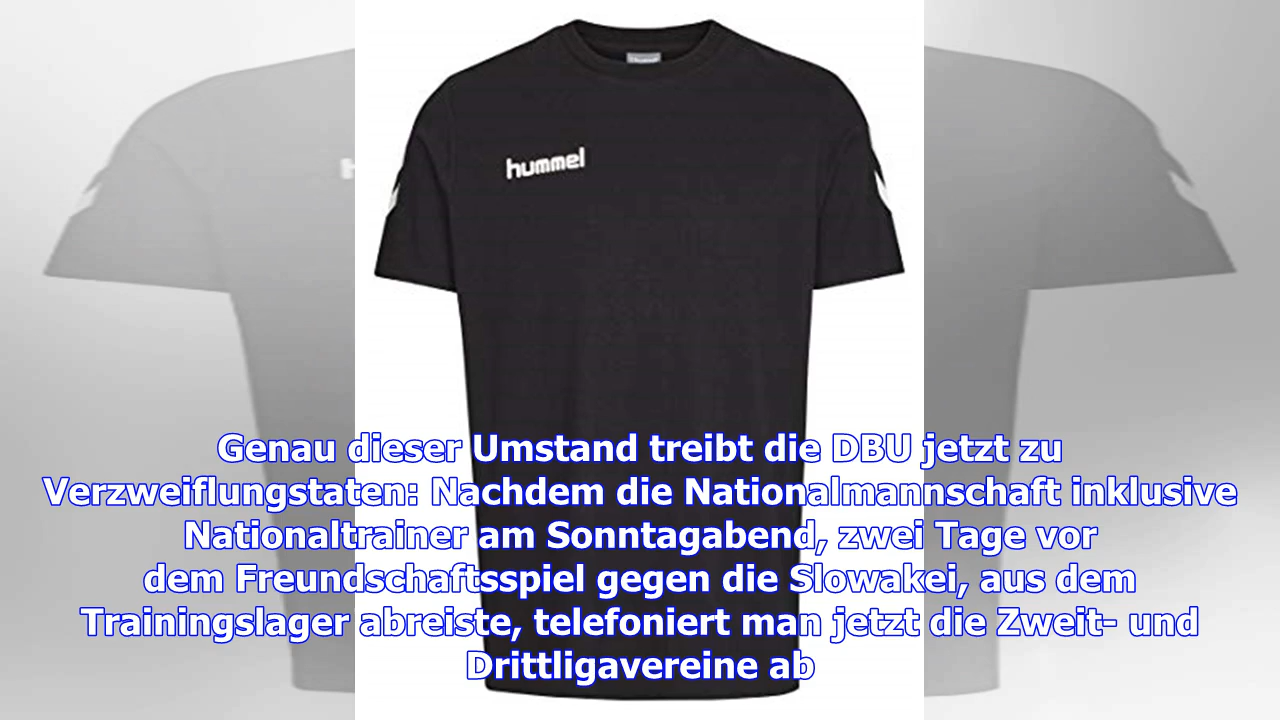 hummel
hummel
Genau dieser Umstand treibt die DBU jetzt zu
Verzweiflungstaten: Nachdem die Nationalmannschaft inklusive
Nationaltrainer am Sonntagabend, zwei Tage vor
dem Freundschaftsspiel gegen die Slowakei, aus dem
Trainingslager abreiste, telefoniert man jetzt die Zweit- und
Drittligavereine ab